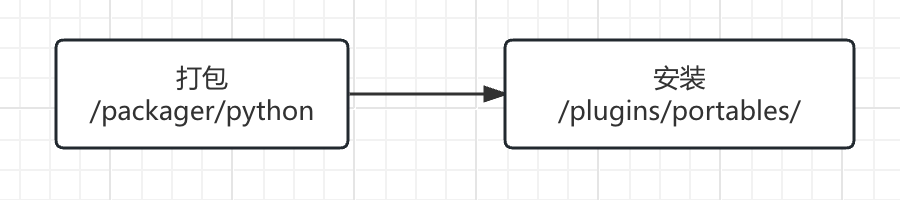 打包
/packager/python
安装
/plugins/portables/